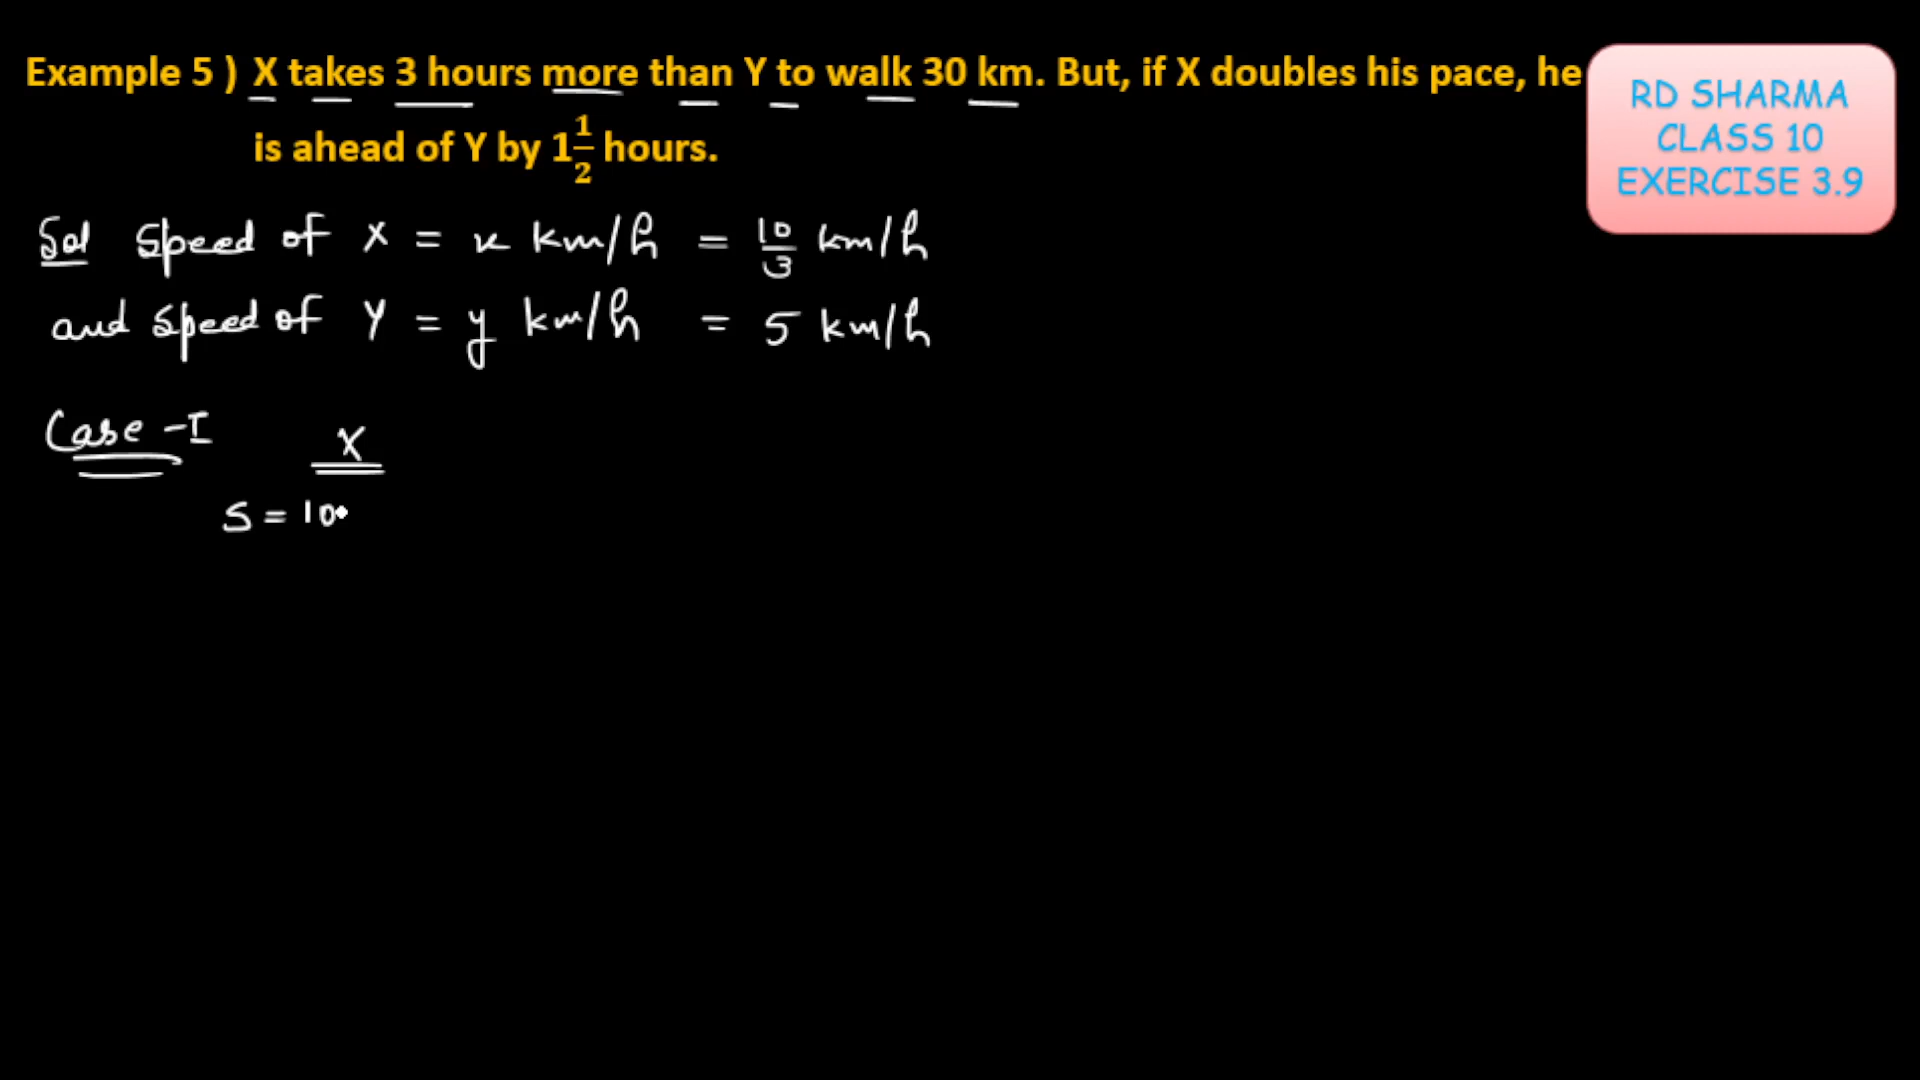 Example 5 ) X takes 3 hours more than Y to walk 30 km. But, if X doubles his pace, he
is ahead of Y by 1 1/2 hours.
RD SHARMA
CLASS 10
EXERCISE 3.9
Sol Speed of X = x km/h = 10/3 km/h
and speed of Y = y km/h = 5 km/h
Case-I X
S = 10